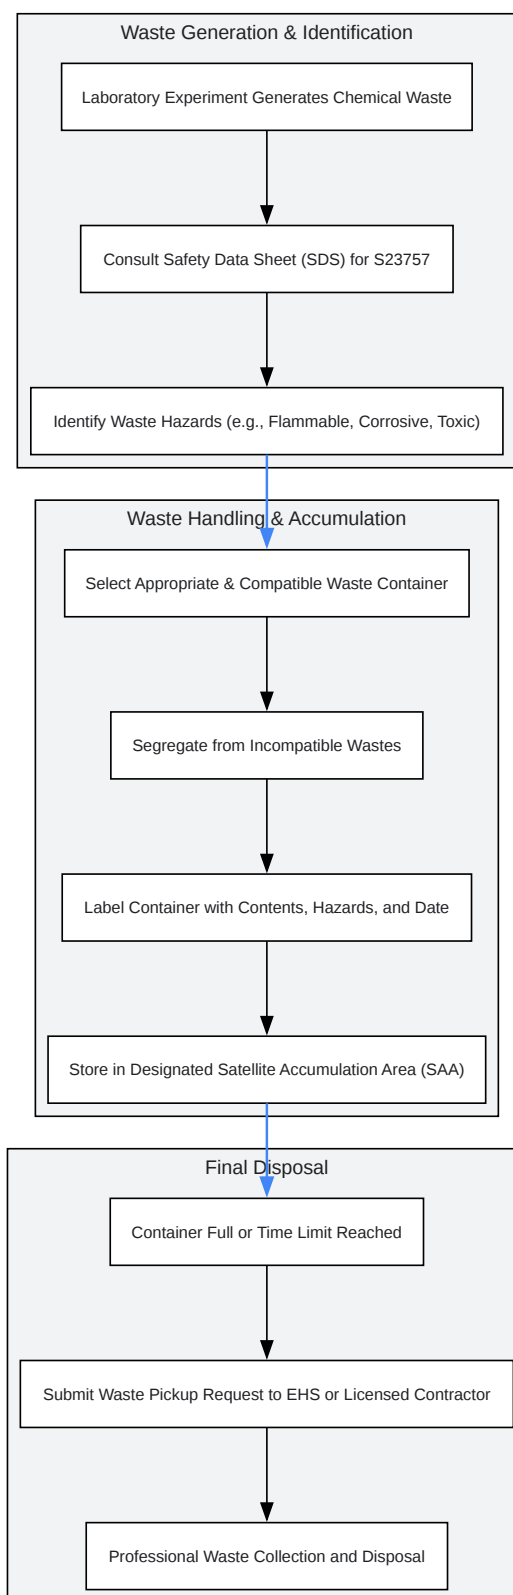 Waste Generation & Identification
Laboratory Experiment Generates Chemical Waste
Consult Safety Data Sheet (SDS) for S23757
Identify Waste Hazards (e.g., Flammable, Corrosive, Toxic)
Waste Handling & Accumulation
Select Appropriate & Compatible Waste Container
Segregate from Incompatible Wastes
Label Container with Contents, Hazards, and Date
Store in Designated Satellite Accumulation Area (SAA)
Final Disposal
Container Full or Time Limit Reached
Submit Waste Pickup Request to EHS or Licensed Contractor
Professional Waste Collection and Disposal